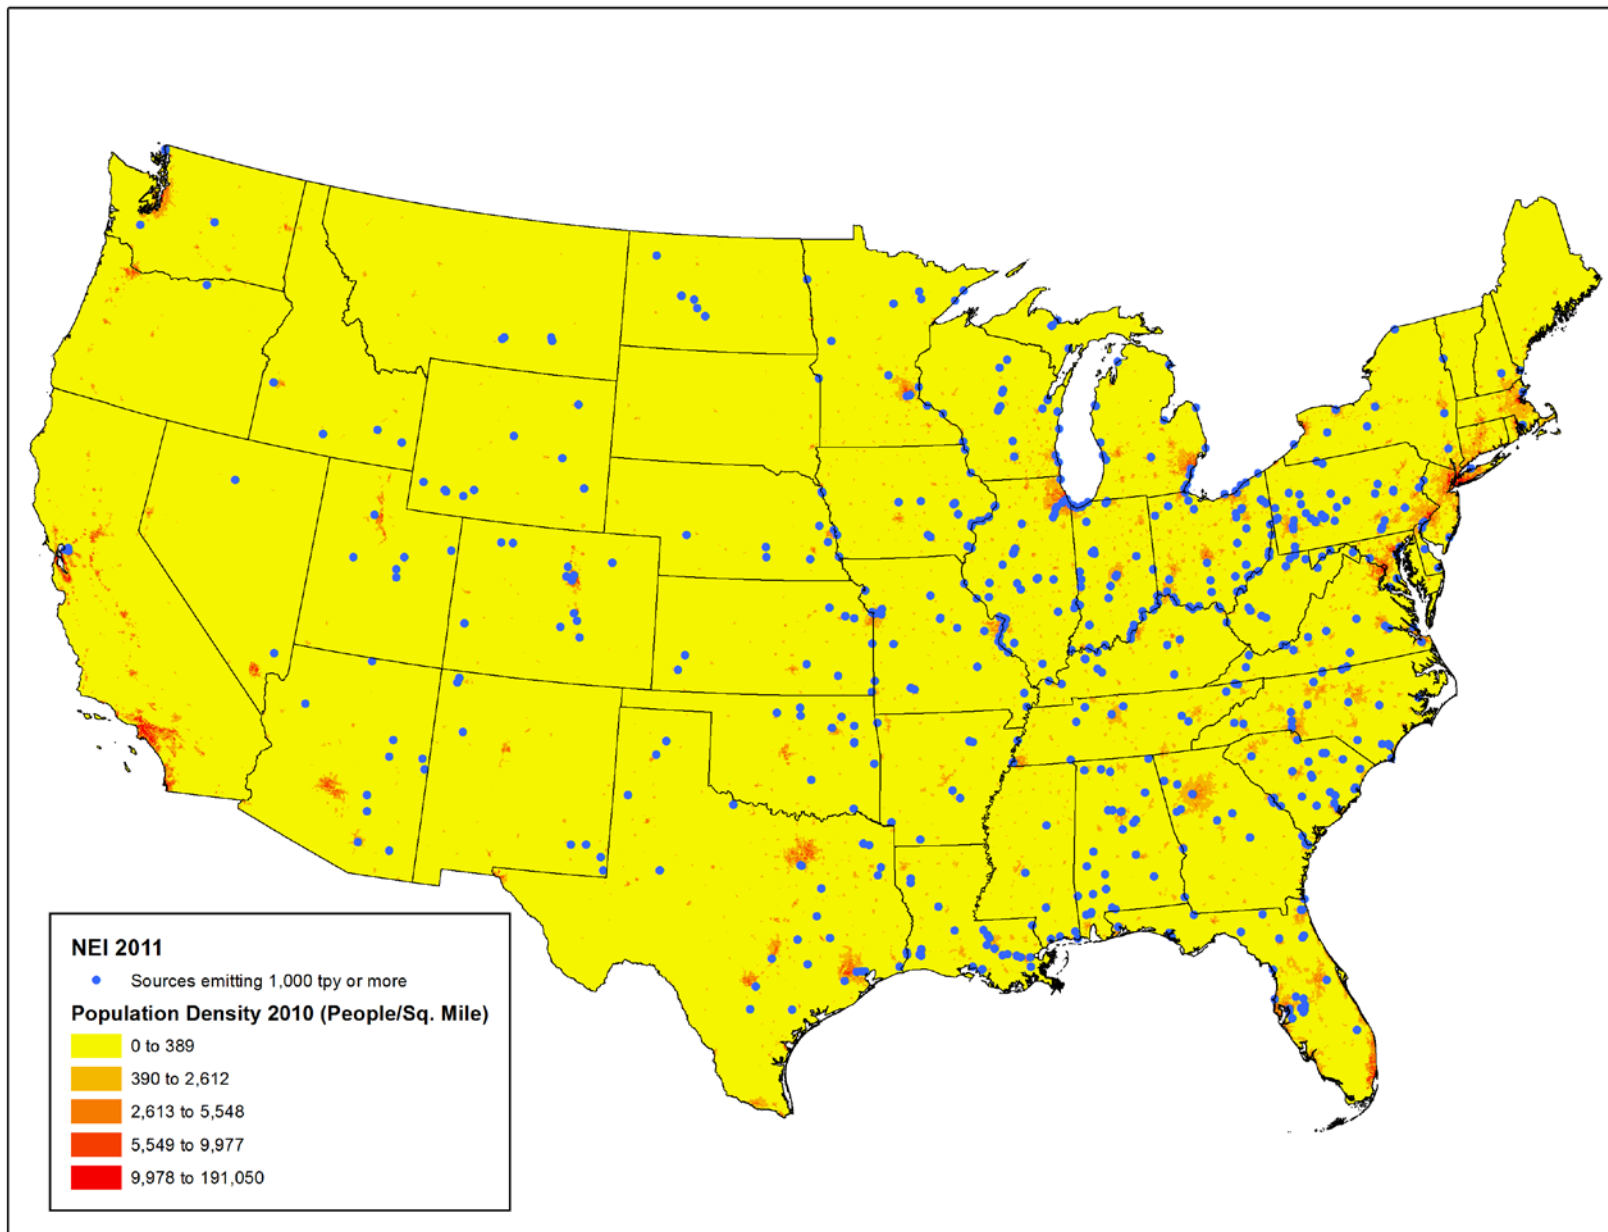 NEI 2011
Sources emitting 1,000 tpy or more
Population Density 2010 (People/Sq. Mile)
0 to 389
390 to 2,612
2,613 to 5,548
5,549 to 9,977
9,978 to 191,050